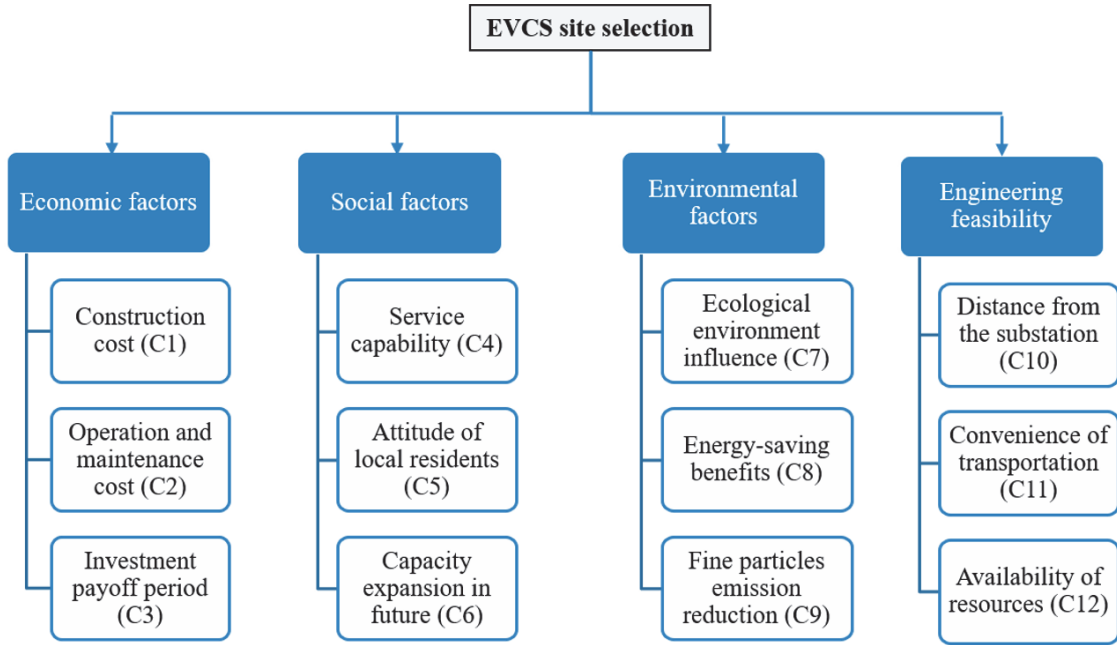 EVCS site selection
Economic factors
Construction
cost (C1)
Operation and
maintenance
cost (C2)
Investment
payoff period
(C3)
Social factors
Service
capability (C4)
Attitude of
local residents
(C5)
Capacity
expansion in
future (C6)
Environmental
factors
Ecological
environment
influence (C7)
Energy-saving
benefits (C8)
Fine particles
emission
reduction (C9)
Engineering
feasibility
Distance from
the substation
(C10)
Convenience of
transportation
(C11)
Availability of
resources (C12)